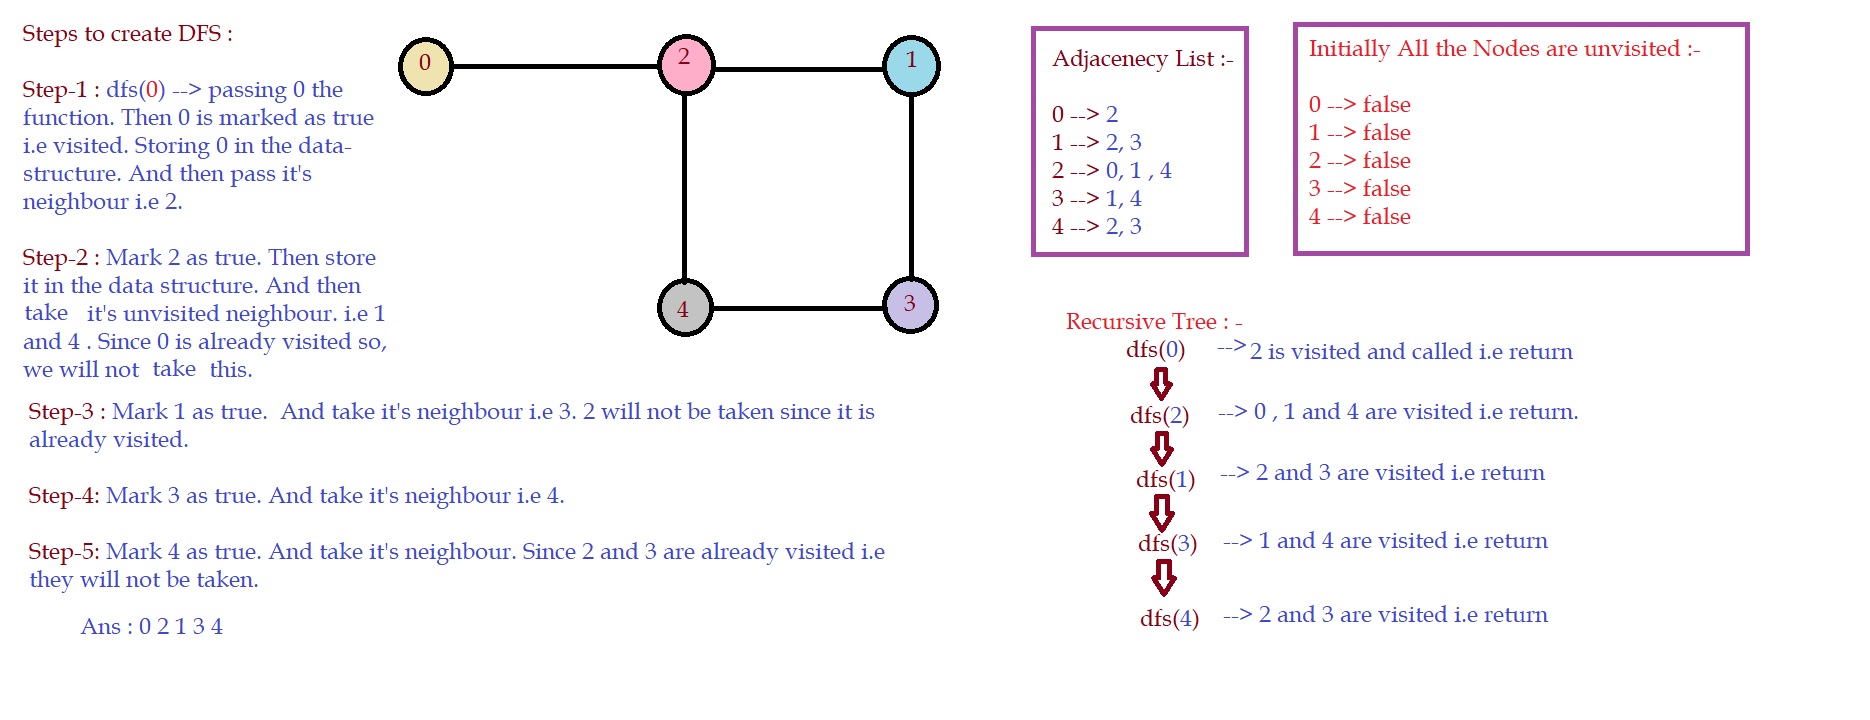 Steps to create DFS :
Step-1 : dfs(0) --> passing 0 the
function. Then 0 is marked as true
i.e visited. Storing 0 in the data-
structure. And then pass it's
neighbour i.e 2.
Step-2 : Mark 2 as true. Then store
it in the data structure. And then
take it's unvisited neighbour. i.e 1
and 4 . Since 0 is already visited so,
we will not take this.
Step-3 : Mark 1 as true. And take it's neighbour i.e 3. 2 will not be taken since it is
already visited.
Step-4: Mark 3 as true. And take it's neighbour i.e 4.
Step-5: Mark 4 as true. And take it's neighbour. Since 2 and 3 are already visited i.e
they will not be taken.
Ans : 0 2 1 3 4
0
2
1
4
3
Adjacenecy List :-
0 --> 2
1 --> 2, 3
2 --> 0, 1 , 4
3 --> 1, 4
4 --> 2, 3
Initially All the Nodes are unvisited :-
0 --> false
1 --> false
2 --> false
3 --> false
4 --> false
Recursive Tree : -
dfs(0) --> 2 is visited and called i.e return
dfs(2) --> 0 , 1 and 4 are visited i.e return.
dfs(1) --> 2 and 3 are visited i.e return
dfs(3) --> 1 and 4 are visited i.e return
dfs(4) --> 2 and 3 are visited i.e return